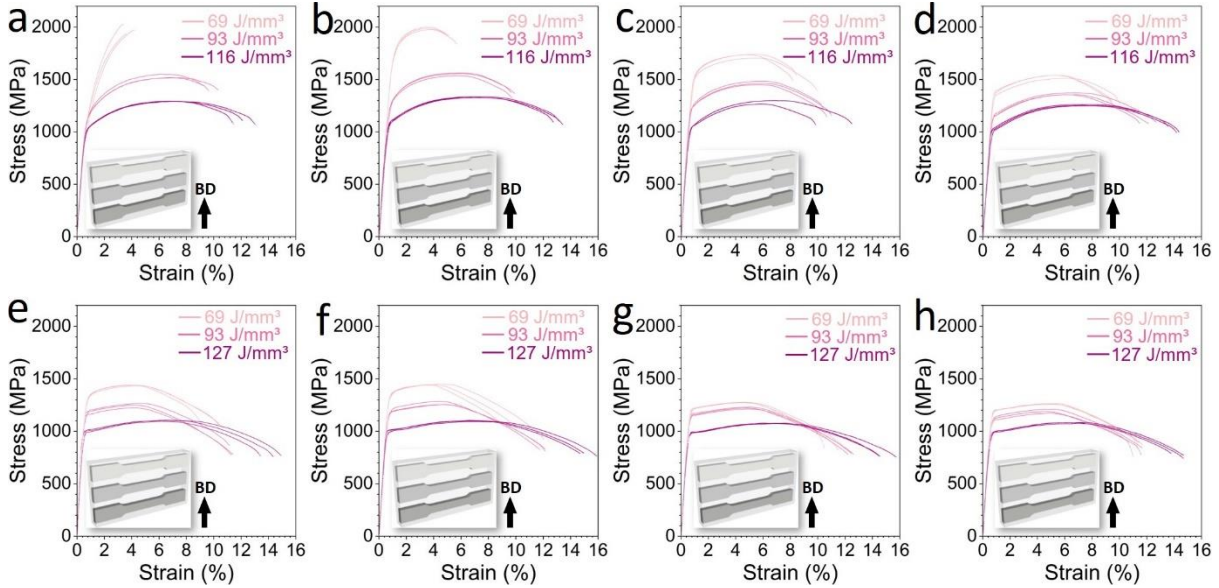 a
2000
1500
1000
500
0
Stress (MPa)
69 J/mm³
93 J/mm³
116 J/mm³
BD
0 2 4 6 8 10 12 14 16
Strain (%)
b
2000
1500
1000
500
0
Stress (MPa)
69 J/mm³
93 J/mm³
116 J/mm³
BD
0 2 4 6 8 10 12 14 16
Strain (%)
c
2000
1500
1000
500
0
Stress (MPa)
69 J/mm³
93 J/mm³
116 J/mm³
BD
0 2 4 6 8 10 12 14 16
Strain (%)
d
2000
1500
1000
500
0
Stress (MPa)
69 J/mm³
93 J/mm³
116 J/mm³
BD
0 2 4 6 8 10 12 14 16
Strain (%)
e
2000
1500
1000
500
0
Stress (MPa)
69 J/mm³
93 J/mm³
127 J/mm³
BD
0 2 4 6 8 10 12 14 16
Strain (%)
f
2000
1500
1000
500
0
Stress (MPa)
69 J/mm³
93 J/mm³
127 J/mm³
BD
0 2 4 6 8 10 12 14 16
Strain (%)
g
2000
1500
1000
500
0
Stress (MPa)
69 J/mm³
93 J/mm³
127 J/mm³
BD
0 2 4 6 8 10 12 14 16
Strain (%)
h
2000
1500
1000
500
0
Stress (MPa)
69 J/mm³
93 J/mm³
127 J/mm³
BD
0 2 4 6 8 10 12 14 16
Strain (%)